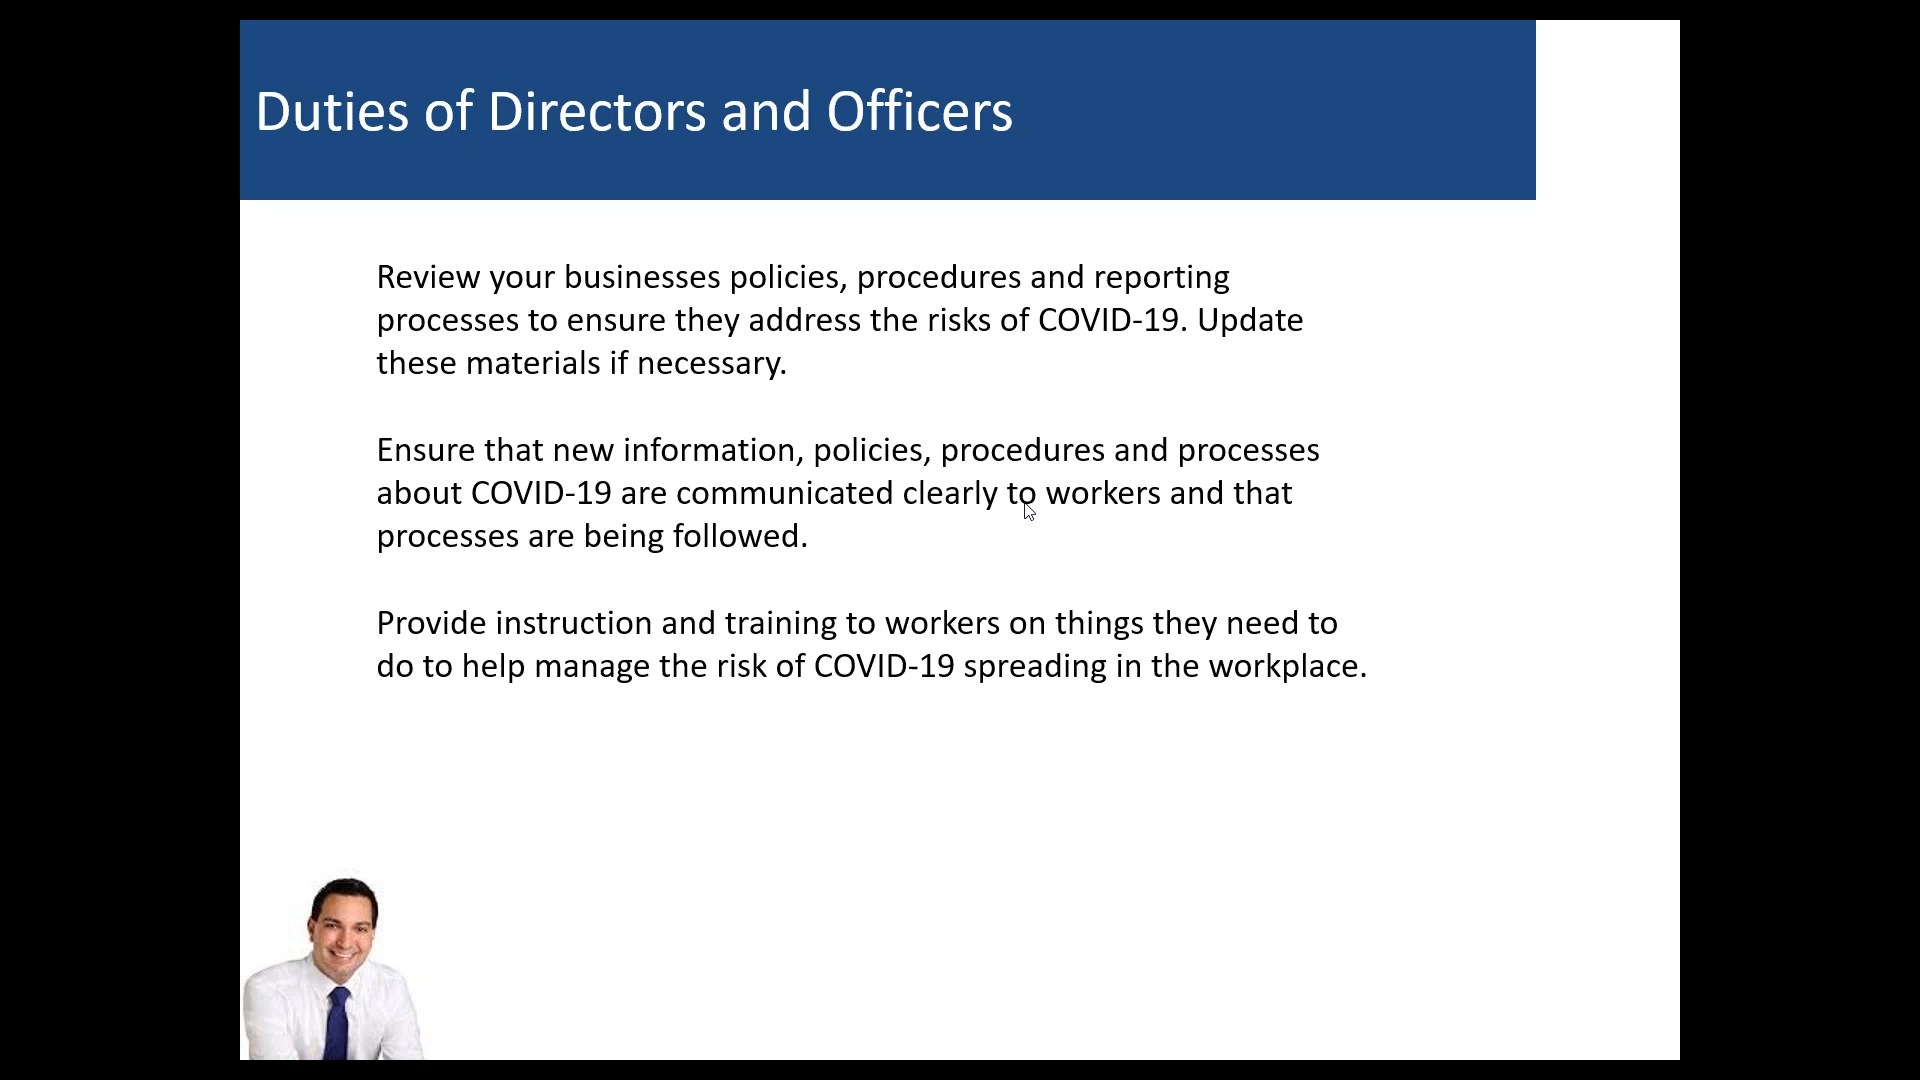 Duties of Directors and Officers
Review your businesses policies, procedures and reporting
processes to ensure they address the risks of COVID-19. Update
these materials if necessary.
Ensure that new information, policies, procedures and processes
about COVID-19 are communicated clearly to workers and that
processes are being followed.
Provide instruction and training to workers on things they need to
do to help manage the risk of COVID-19 spreading in the workplace.